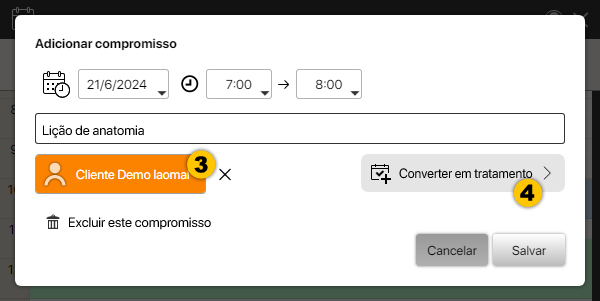 Adicionar compromisso
21/6/2024 7:00 → 8:00
Lição de anatomia
Cliente Demo laomai 3
Converter em tratamento 4
Excluir este compromisso
Cancelar Salvar